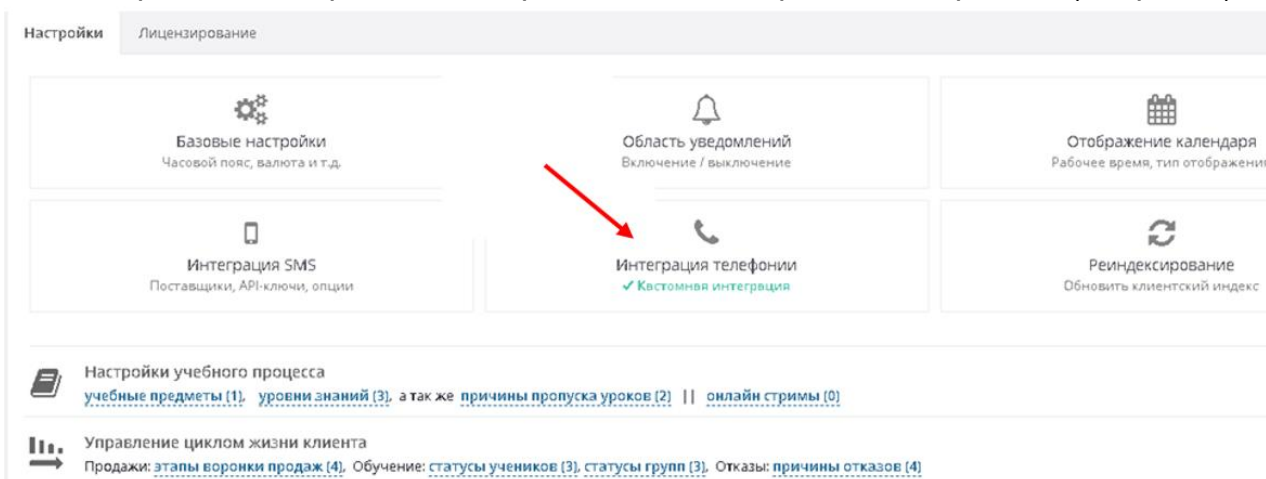 Настройки Лицензирование
Базовые настройки
Часовой пояс, валюта и т.д.
Область уведомлений
Включение / выключение
Отображение календаря
Рабочее время, тип отображения
Интеграция SMS
Поставщики, API-ключи, опции
Интеграция телефонии
✓ Кастомная интеграция
Реиндексирование
Обновить клиентский индекс
Настройки учебного процесса
учебные предметы (1), уровни знаний (3), а так же причины пропуска уроков (2) || онлайн стримы (0)
Управление циклом жизни клиента
Продажи: этапы воронки продаж (4), Обучение: статусы учеников (3), статусы групп (3), Отказы: причины отказов (4)